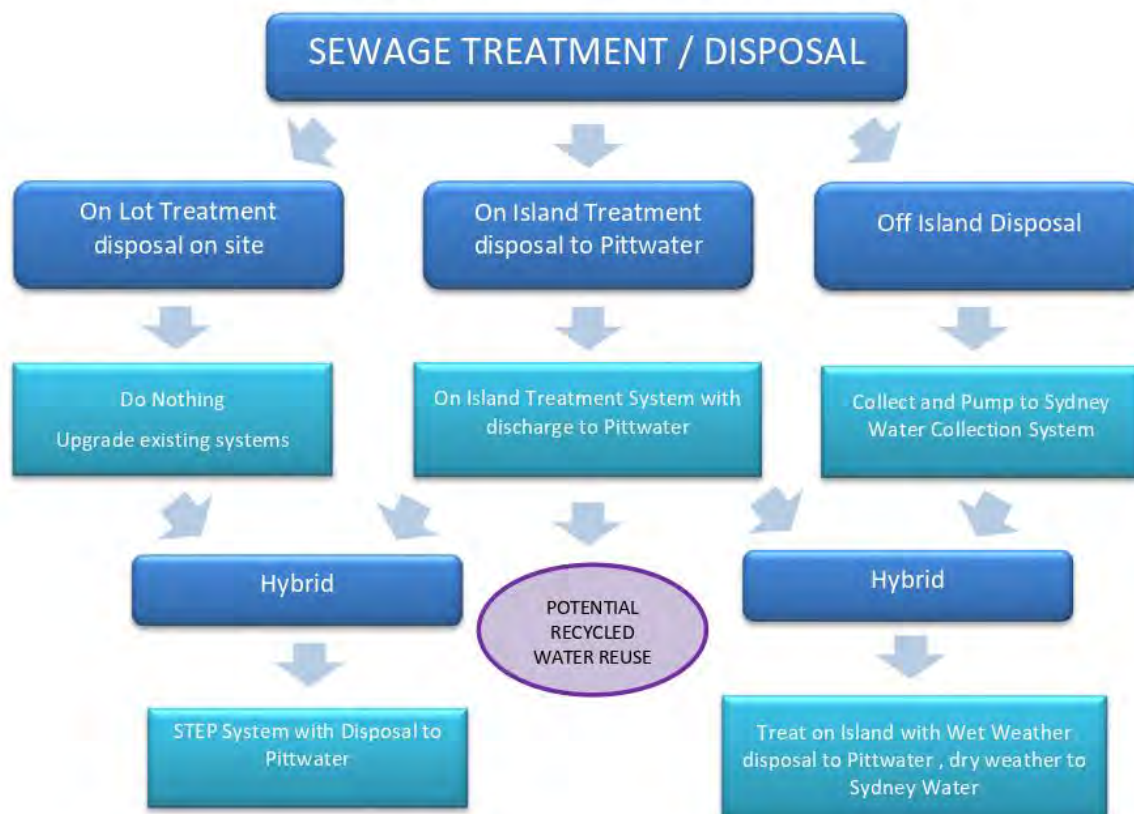 SEWAGE TREATMENT / DISPOSAL
On Lot Treatment
disposal on site
On Island Treatment
disposal to Pittwater
Off Island Disposal
Do Nothing
Upgrade existing systems
On Island Treatment System with
discharge to Pittwater
Collect and Pump to Sydney
Water Collection System
Hybrid
POTENTIAL
RECYCLED
WATER REUSE
Hybrid
STEP System with Disposal to
Pittwater
Treat on Island with Wet Weather
disposal to Pittwater , dry weather to
Sydney Water